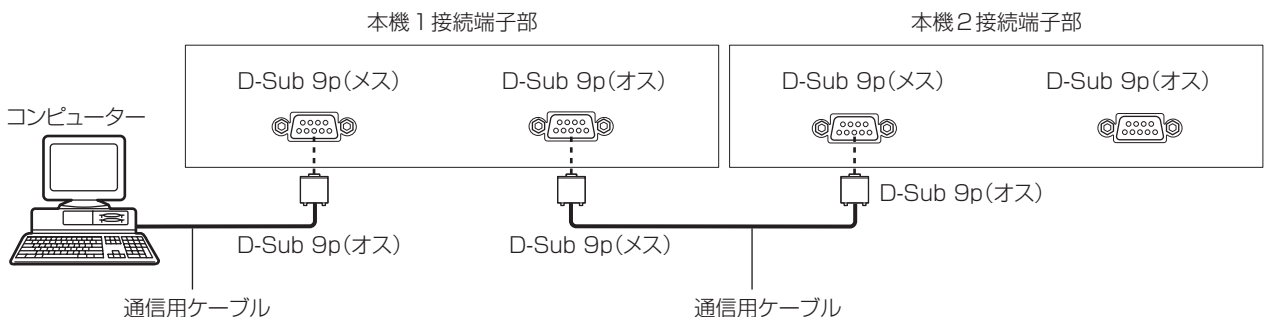 本機1接続端子部
本機2接続端子部
D-Sub 9p(メス)
D-Sub 9p(オス)
D-Sub 9p(メス)
D-Sub 9p(オス)
コンピューター
D-Sub 9p(オス)
D-Sub 9p(オス)
D-Sub 9p(メス)
通信用ケーブル
通信用ケーブル